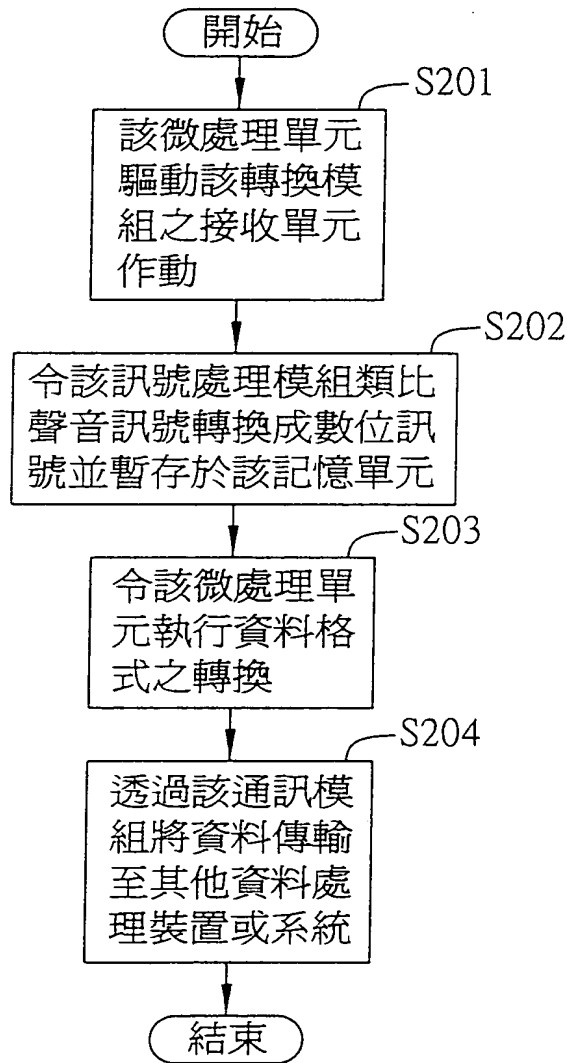 開始
S201
該微處理單元
驅動該轉換模
組之接收單元
作動
S202
令該訊號處理模組類比
聲音訊號轉換成數位訊
號並暫存於該記憶單元
S203
令該微處理單
元執行資料格
式之轉換
S204
透過該通訊模
組將資料傳輸
至其他資料處
理裝置或系統
結束